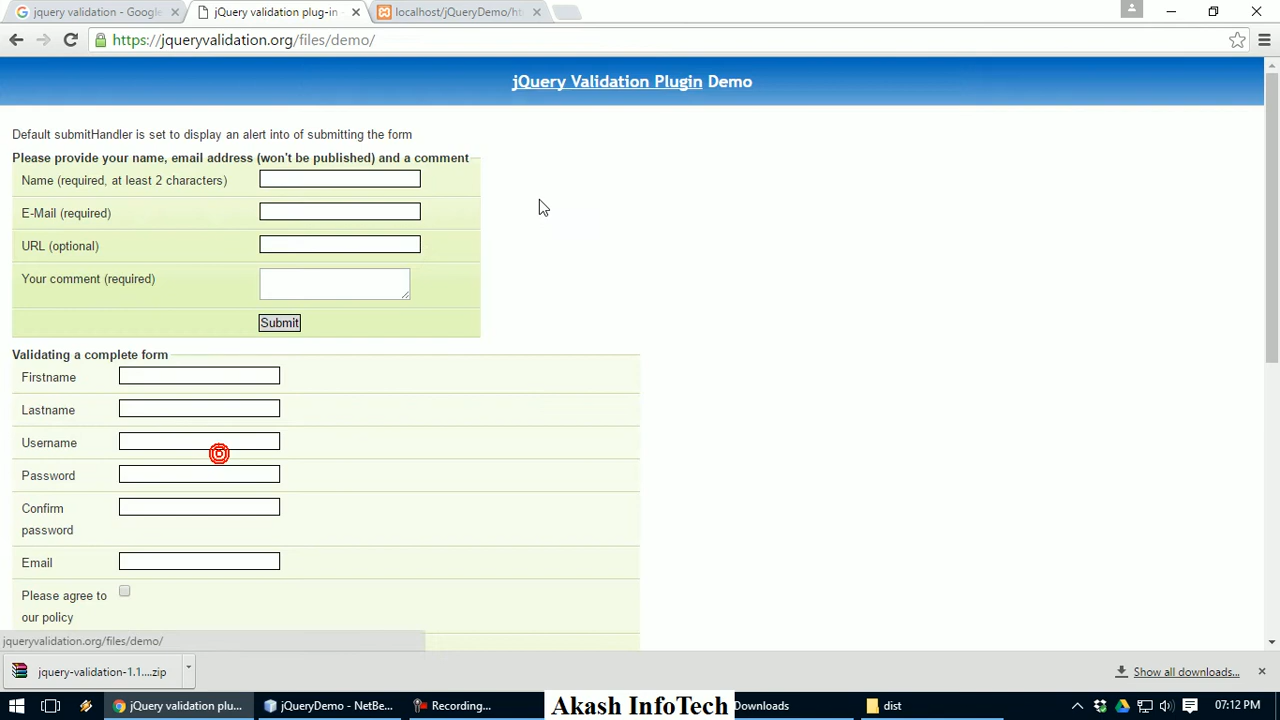 jquery validation - Google
jQuery validation plug-in -
localhost/jQueryDemo/ht
https://jqueryvalidation.org/files/demo/
jQuery Validation Plugin Demo
Default submitHandler is set to display an alert into of submitting the form
Please provide your name, email address (won't be published) and a comment
Name (required, at least 2 characters)
E-Mail (required)
URL (optional)
Your comment (required)
Submit
Validating a complete form
Firstname
Lastname
Username
Password
Confirm
password
Email
Please agree to
our policy
jqueryvalidation.org/files/demo/
jquery-validation-1.1....zip
Show all downloads...
jQuery validation plu...
jQueryDemo - NetBe...
Recording...
Akash InfoTech
Downloads
dist
07:12 PM